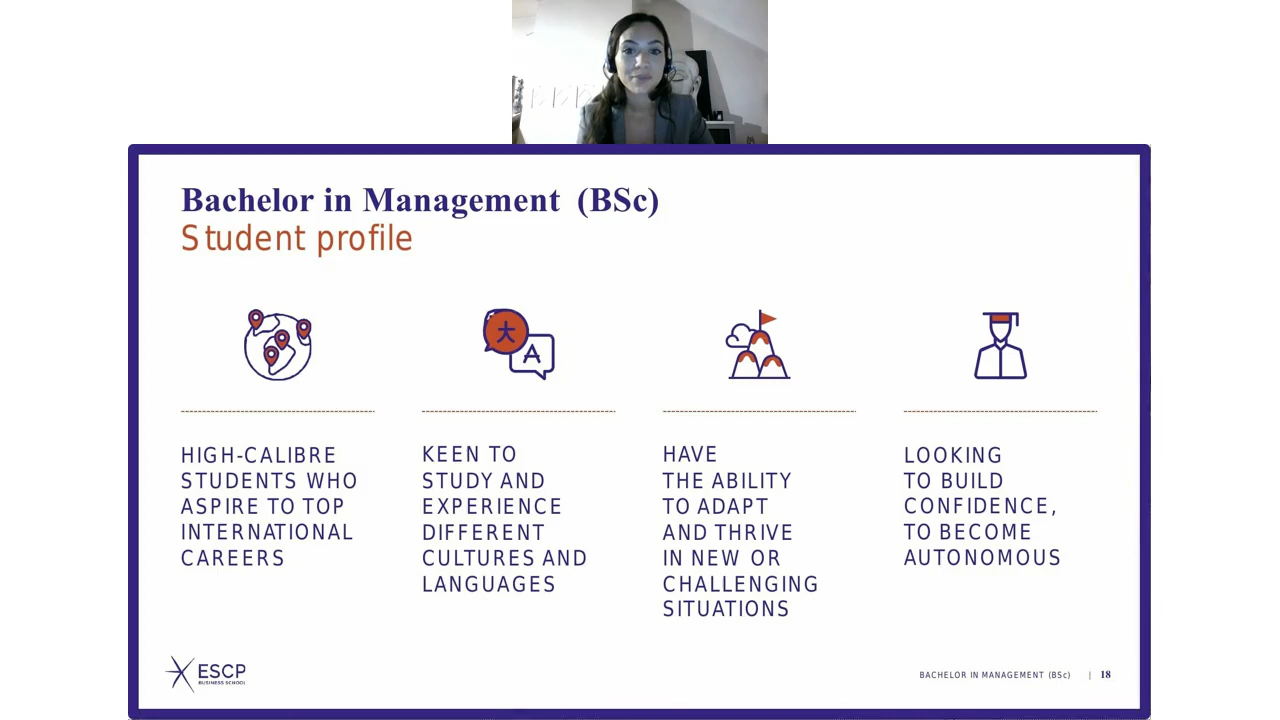 Bachelor in Management (BSc)
Student profile
大
A
HIGH-CALIBRE
STUDENTS WHO
ASPIRE TO TOP
INTERNATIONAL
CAREERS
KEEN TO
STUDY AND
EXPERIENCE
DIFFERENT
CULTURES AND
LANGUAGES
HAVE
THE ABILITY
TO ADAPT
AND THRIVE
IN NEW OR
CHALLENGING
SITUATIONS
LOOKING
TO BUILD
CONFIDENCE,
TO BECOME
AUTONOMOUS
ESCP
BUSINESS SCHOOL
BACHELOR IN MANAGEMENT (BSc) | 18